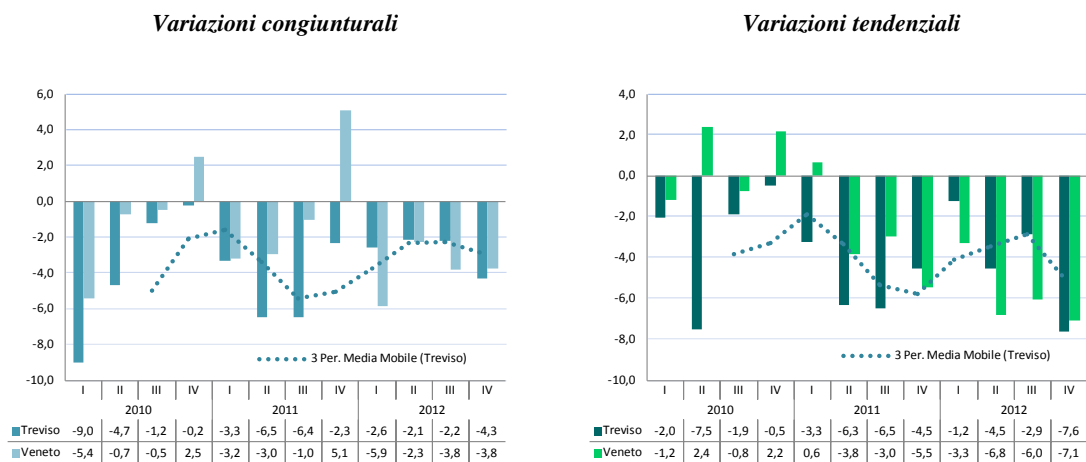 Variazioni congiunturali
6,0
4,0
2,0
0,0
-2,0
-4,0
-6,0
-8,0
-10,0
3 Per. Media Mobile (Treviso)
I II III IV I II III IV I II III IV
2010 2011 2012
Treviso -9,0 -4,7 -1,2 -0,2 -3,3 -6,5 -6,4 -2,3 -2,6 -2,1 -2,2 -4,3
Veneto -5,4 -0,7 -0,5 2,5 -3,2 -3,0 -1,0 5,1 -5,9 -2,3 -3,8 -3,8
Variazioni tendenziali
4,0
2,0
0,0
-2,0
-4,0
-6,0
-8,0
-10,0
3 Per. Media Mobile (Treviso)
I II III IV I II III IV I II III IV
2010 2011 2012
Treviso -2,0 -7,5 -1,9 -0,5 -3,3 -6,3 -6,5 -4,5 -1,2 -4,5 -2,9 -7,6
Veneto -1,2 2,4 -0,8 2,2 0,6 -3,8 -3,0 -5,5 -3,3 -6,8 -6,0 -7,1